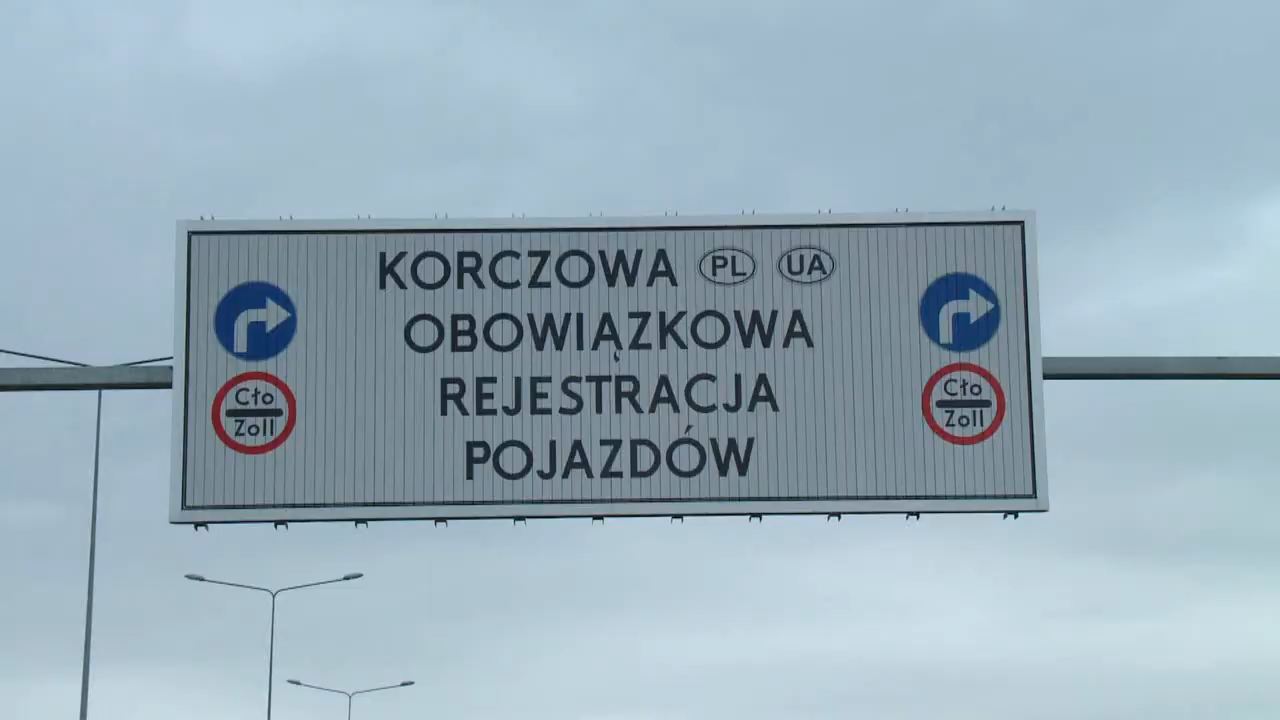 KORCZOWA PL UA
OBOWIĄZKOWA
REJESTRACJA
POJAZDÓW
Cło
Zoll
Cło
Zoll